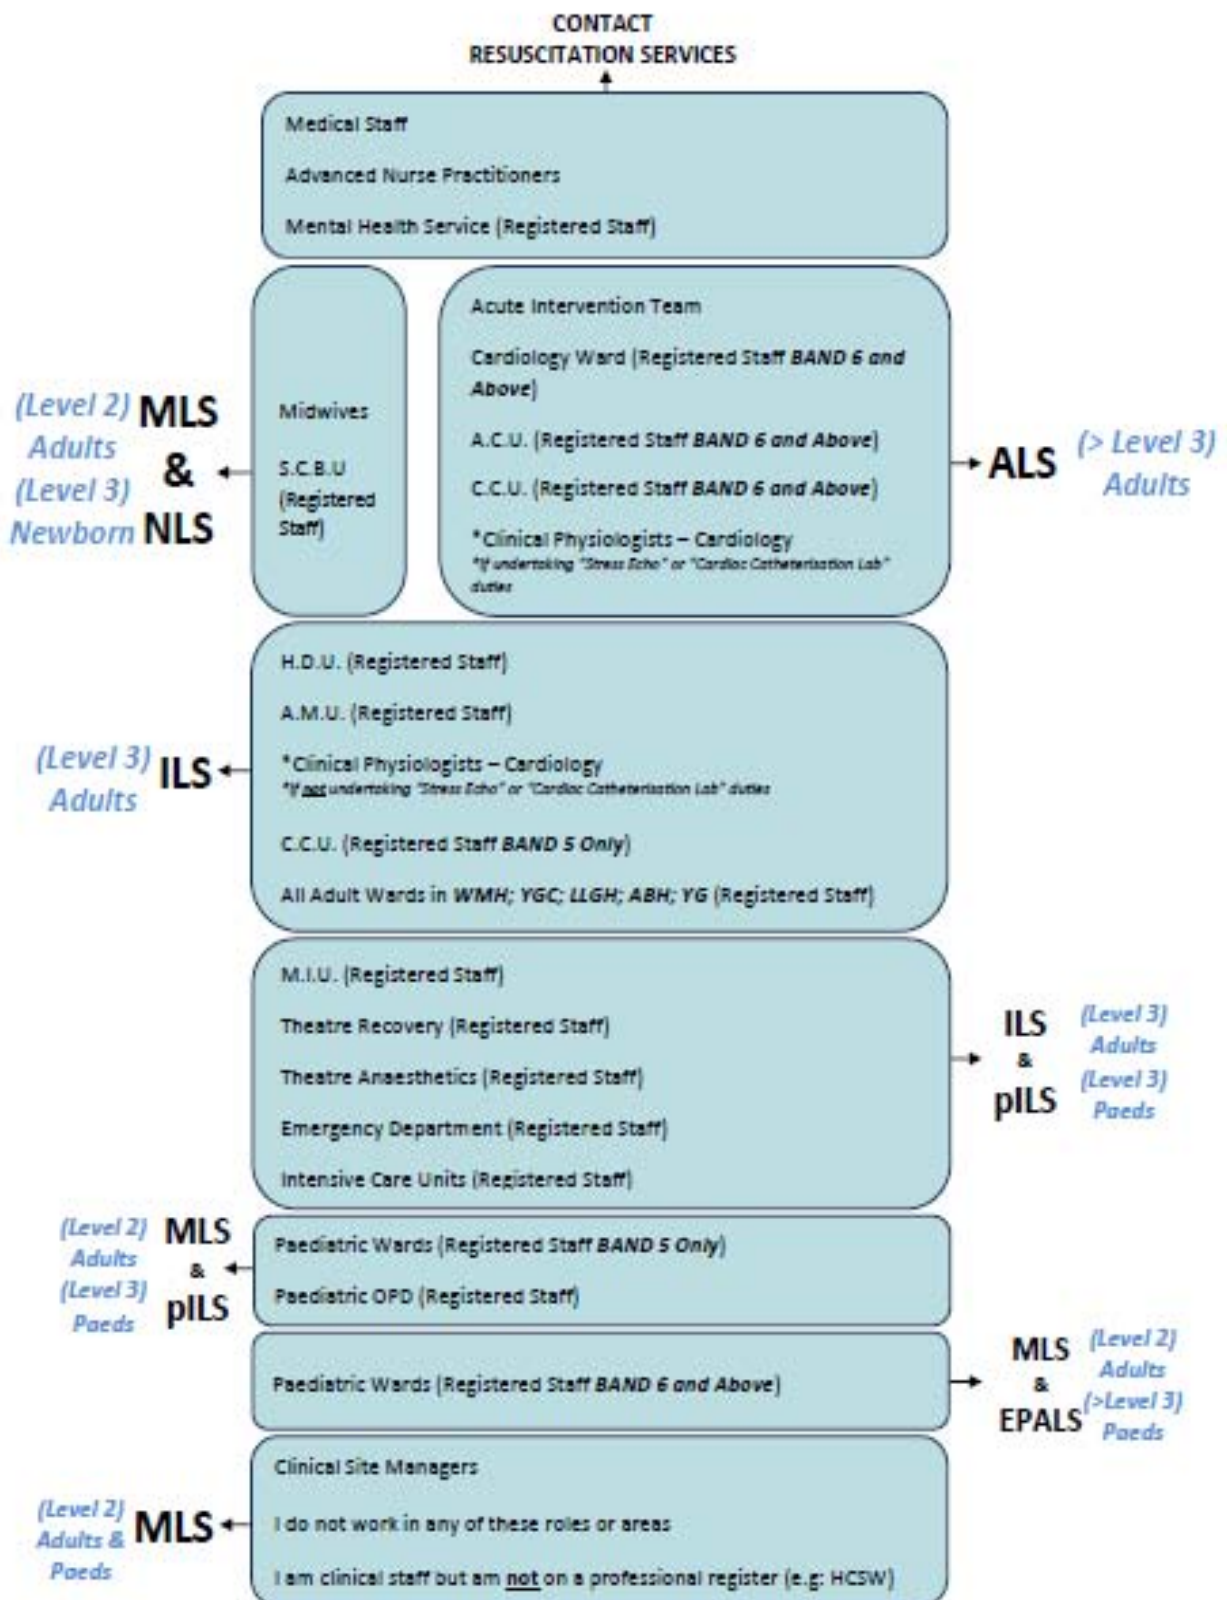 CONTACT
RESUSCITATION SERVICES
Medical Staff
Advanced Nurse Practitioners
Mental Health Service (Registered Staff)
(Level 2) MLS
Adults
&
(Level 3)
Newborn NLS
Midwives
S.C.B.U
(Registered
Staff)
Acute Intervention Team
Cardiology Ward (Registered Staff BAND 6 and
Above)
A.C.U. (Registered Staff BAND 6 and Above)
C.C.U. (Registered Staff BAND 6 and Above)
*Clinical Physiologists – Cardiology
*If undertaking "Stress Echo" or "Cardiac Catheterisation Lab"
duties
ALS (> Level 3)
Adults
H.D.U. (Registered Staff)
A.M.U. (Registered Staff)
*Clinical Physiologists – Cardiology
*If not undertaking "Stress Echo" or "Cardiac Catheterisation Lab" duties
C.C.U. (Registered Staff BAND 5 Only)
All Adult Wards in WMH; YGC; LLGH; ABH; YG (Registered Staff)
(Level 3) ILS
Adults
M.I.U. (Registered Staff)
Theatre Recovery (Registered Staff)
Theatre Anaesthetics (Registered Staff)
Emergency Department (Registered Staff)
Intensive Care Units (Registered Staff)
ILS (Level 3)
Adults
&
(Level 3)
pILS Paeds
(Level 2) MLS
Adults
&
(Level 3)
pILS
Paeds
Paediatric Wards (Registered Staff BAND 5 Only)
Paediatric OPD (Registered Staff)
Paediatric Wards (Registered Staff BAND 6 and Above)
MLS (Level 2)
Adults
&
(>Level 3)
EPALS
Paeds
Clinical Site Managers
I do not work in any of these roles or areas
I am clinical staff but am not on a professional register (e.g: HCSW)
(Level 2)
Adults & MLS
Paeds